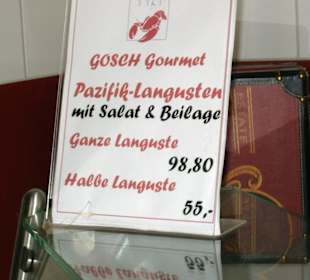 GOSCH Gourmet
Pazifik-Langusten
mit Salat & Beilage
Ganze Languste
98,80
Halbe Languste
55,-